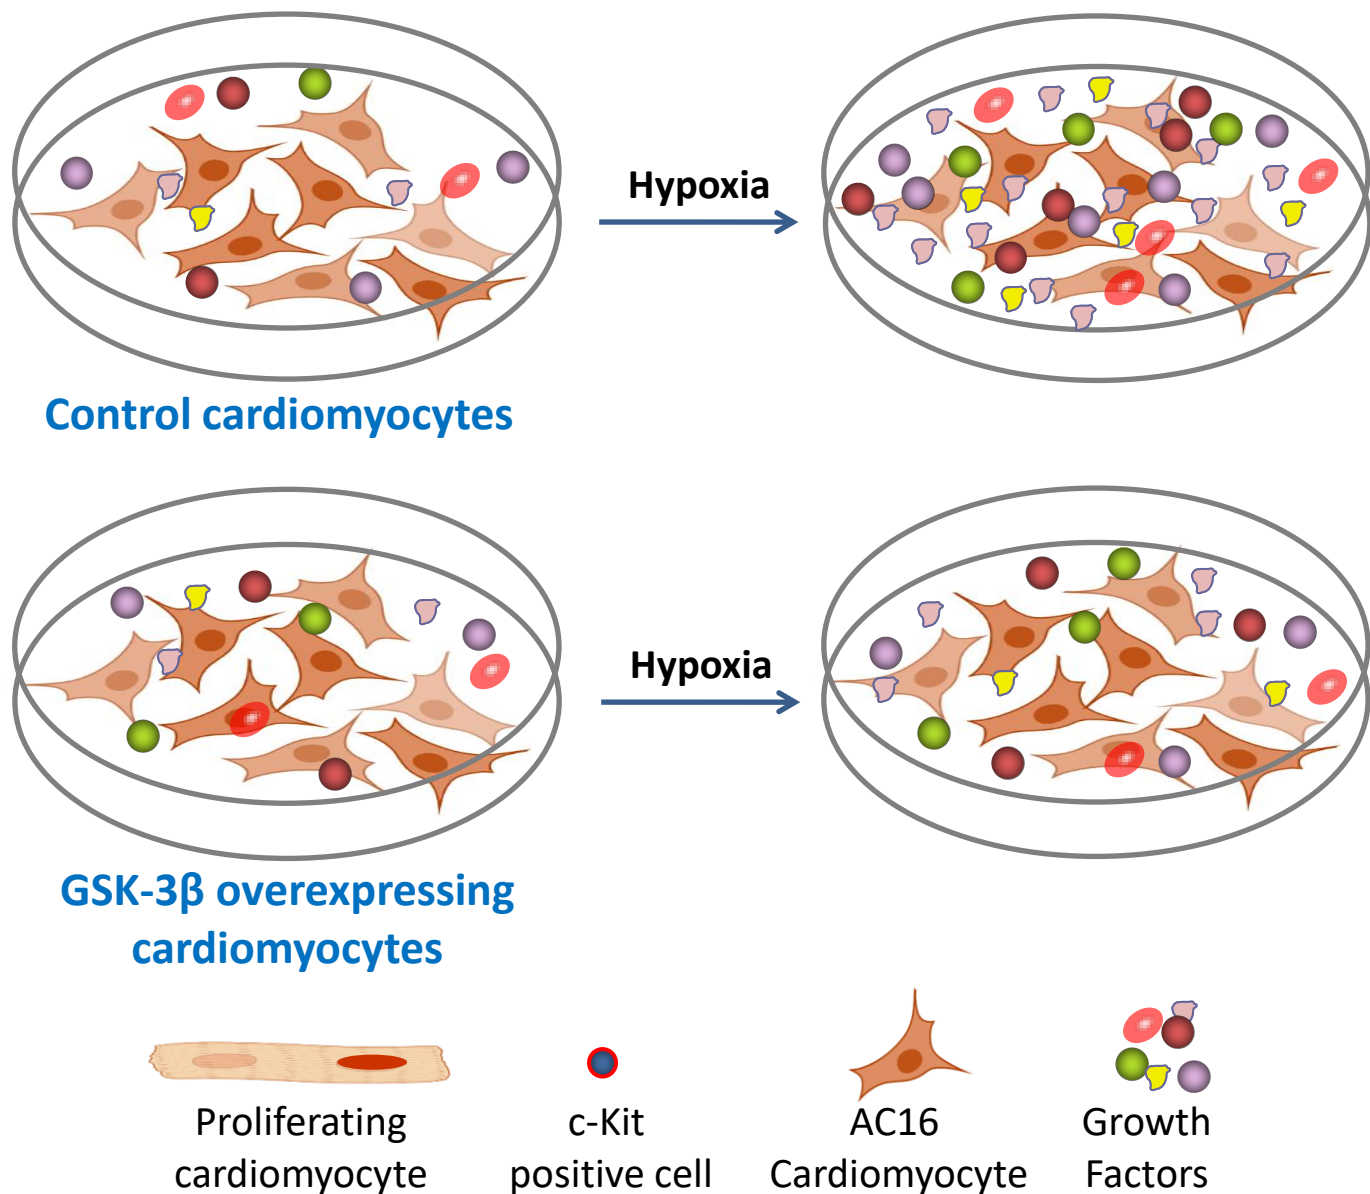 Hypoxia
Control cardiomyocytes
Hypoxia
GSK-3β overexpressing
cardiomyocytes
Proliferating
cardiomyocyte
c-Kit
positive cell
AC16
Cardiomyocyte
Growth
Factors